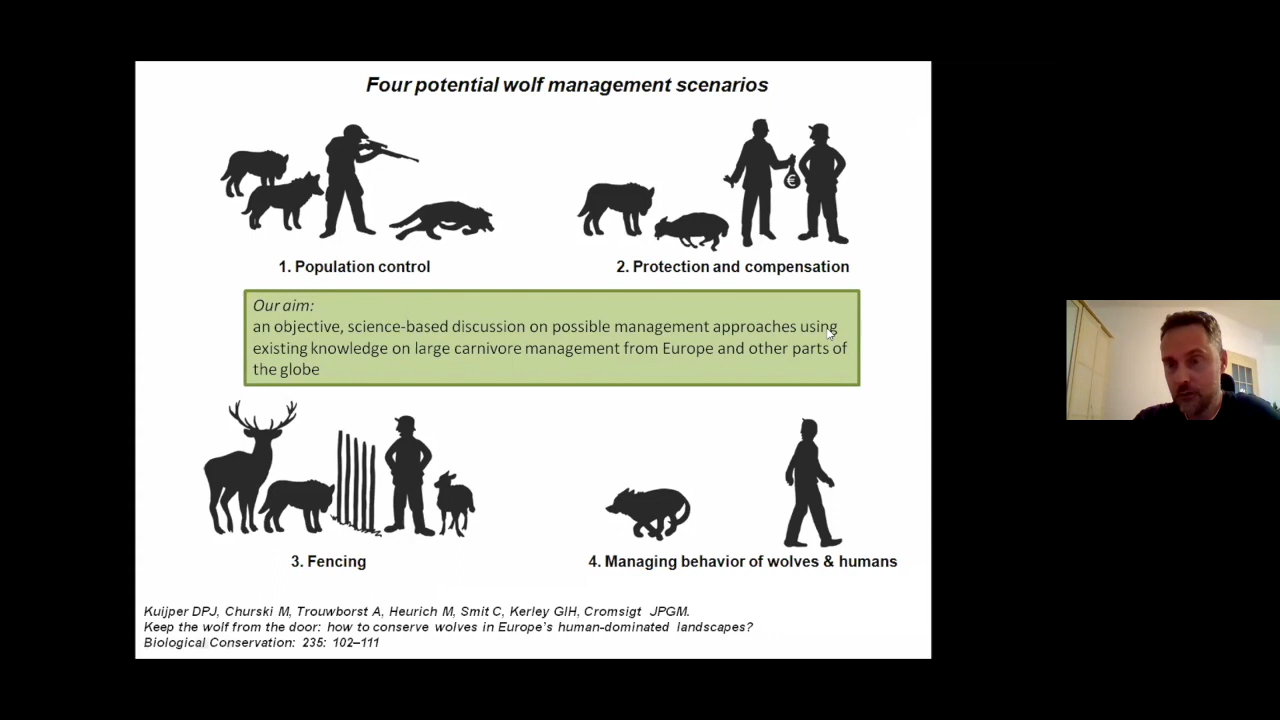 Four potential wolf management scenarios
€
1. Population control
2. Protection and compensation
Our aim:
an objective, science-based discussion on possible management approaches using
existing knowledge on large carnivore management from Europe and other parts of
the globe
3. Fencing
4. Managing behavior of wolves & humans
Kuijper DPJ, Churski M, Trouwborst A, Heurich M, Smit C, Kerley GIH, Cromsigt JPGM.
Keep the wolf from the door: how to conserve wolves in Europe's human-dominated landscapes?
Biological Conservation: 235: 102–111